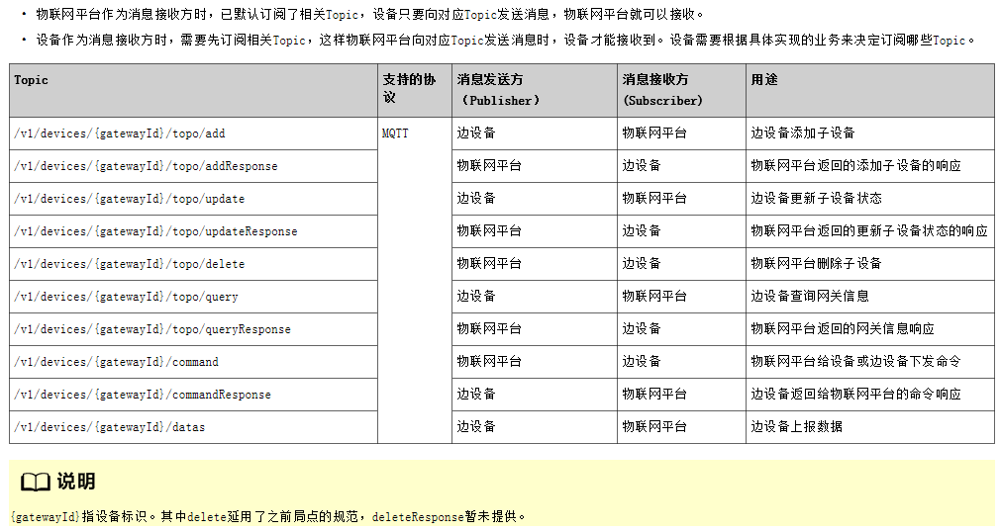 • 物联网平台作为消息接收方时，已默认订阅了相关Topic，设备只要向对应Topic发送消息，物联网平台就可以接收。
• 设备作为消息接收方时，需要先订阅相关Topic，这样物联网平台向对应Topic发送消息时，设备才能接收到。设备需要根据具体实现的业务来决定订阅哪些Topic。
Topic 支持的协议 消息发送方（Publisher） 消息接收方(Subscriber) 用途
/v1/devices/{gatewayId}/topo/add MQTT 边设备 物联网平台 边设备添加子设备
/v1/devices/{gatewayId}/topo/addResponse 物联网平台 边设备 物联网平台返回的添加子设备的响应
/v1/devices/{gatewayId}/topo/update 边设备 物联网平台 边设备更新子设备状态
/v1/devices/{gatewayId}/topo/updateResponse 物联网平台 边设备 物联网平台返回的更新子设备状态的响应
/v1/devices/{gatewayId}/topo/delete 物联网平台 边设备 物联网平台删除子设备
/v1/devices/{gatewayId}/topo/query 边设备 物联网平台 边设备查询网关信息
/v1/devices/{gatewayId}/topo/queryResponse 物联网平台 边设备 物联网平台返回的网关信息响应
/v1/devices/{gatewayId}/command 物联网平台 边设备 物联网平台给设备或边设备下发命令
/v1/devices/{gatewayId}/commandResponse 边设备 物联网平台 边设备返回给物联网平台的命令响应
/v1/devices/{gatewayId}/datas 边设备 物联网平台 边设备上报数据
说明
{gatewayId}指设备标识。其中delete延用了之前局点的规范，deleteResponse暂未提供。